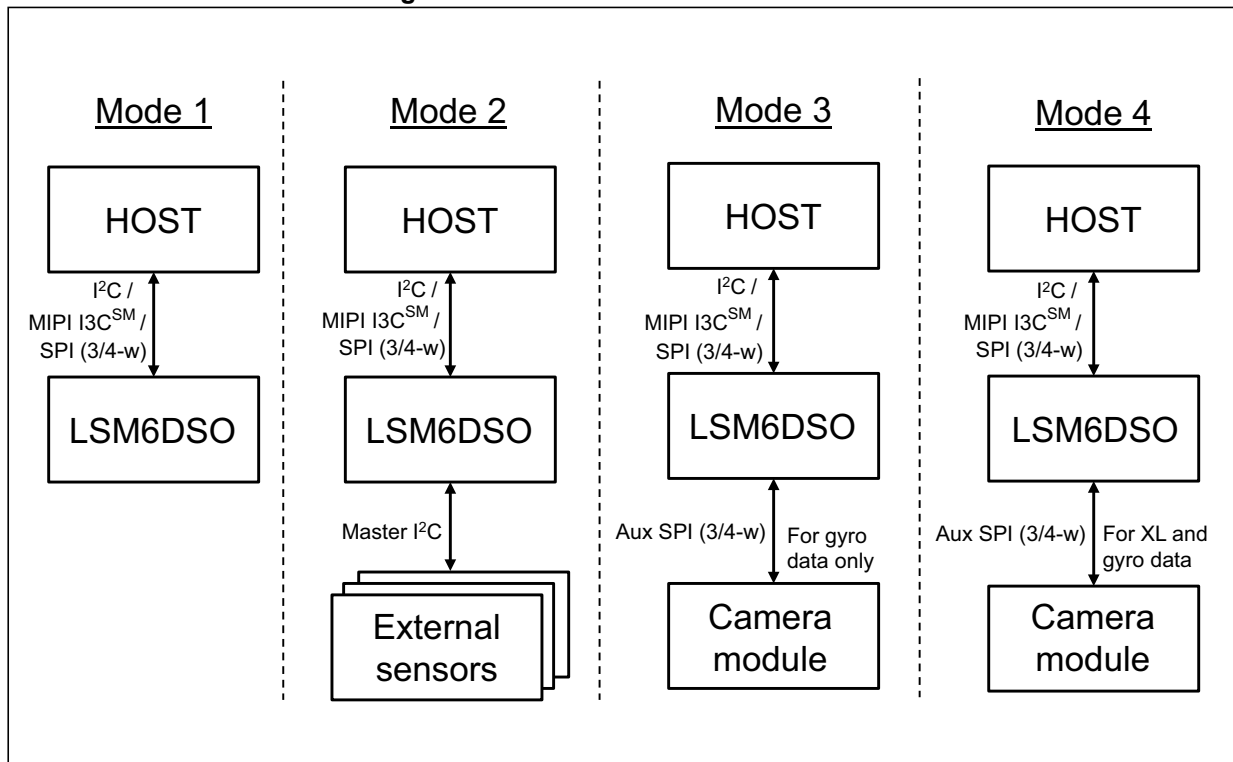 Mode 1
HOST
I²C /
MIPI I3C^SM /
SPI (3/4-w)
LSM6DSO
Mode 2
HOST
I²C /
MIPI I3C^SM /
SPI (3/4-w)
LSM6DSO
Master I²C
External
sensors
Mode 3
HOST
I²C /
MIPI I3C^SM /
SPI (3/4-w)
LSM6DSO
Aux SPI (3/4-w)
For gyro
data only
Camera
module
Mode 4
HOST
I²C /
MIPI I3C^SM /
SPI (3/4-w)
LSM6DSO
Aux SPI (3/4-w)
For XL and
gyro data
Camera
module